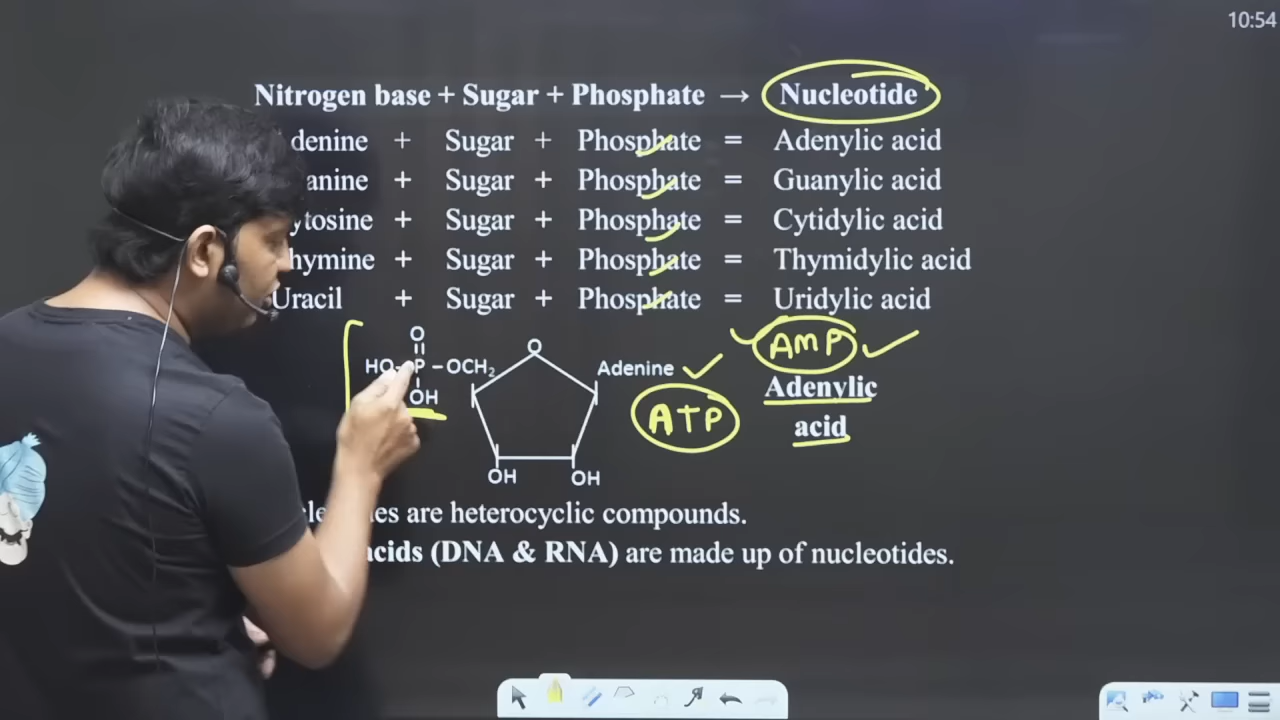 10:54
Nitrogen base + Sugar + Phosphate → Nucleotide
denine + Sugar + Phosphate = Adenylic acid
anine + Sugar + Phosphate = Guanylic acid
ytosine + Sugar + Phosphate = Cytidylic acid
hymine + Sugar + Phosphate = Thymidylic acid
Uracil + Sugar + Phosphate = Uridylic acid
O
HO-P-OCH₂ O Adenine AMP
OH ATP Adenylic
acid
OH OH
es are heterocyclic compounds.
acids (DNA & RNA) are made up of nucleotides.